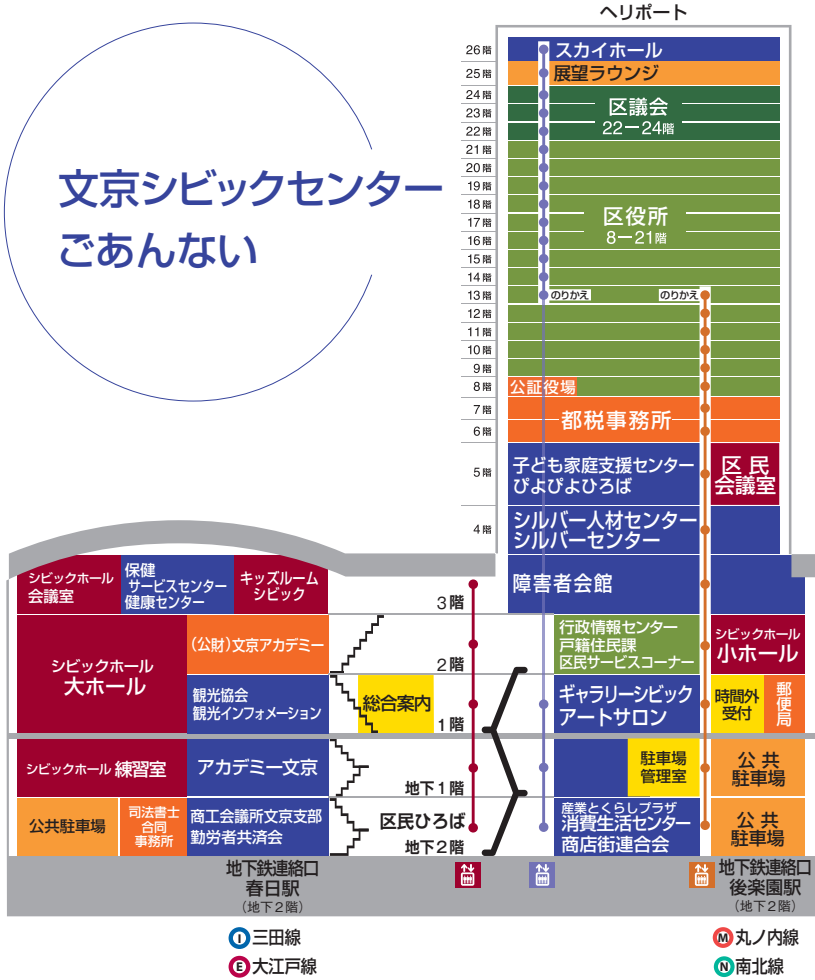 ヘリポート
文京シビックセンター
ごあんない
26階
スカイホール
25階
展望ラウンジ
24階
23階
22階
区議会
22－24階
21階
20階
19階
18階
17階
16階
15階
14階
13階
区役所
8－21階
のりかえ
のりかえ
12階
11階
10階
9階
8階
公証役場
7階
6階
都税事務所
5階
子ども家庭支援センター
ぴよぴよひろば
区民
会議室
4階
シルバー人材センター
シルバーセンター
シビックホール
会議室
保健
サービスセンター
健康センター
キッズルーム
シビック
3階
障害者会館
シビックホール
大ホール
(公財)文京アカデミー
2階
行政情報センター
戸籍住民課
区民サービスコーナー
シビックホール
小ホール
観光協会
観光インフォメーション
総合案内
1階
ギャラリーシビック
アートサロン
時間外
受付
郵便局
シビックホール 練習室
アカデミー文京
地下1階
駐車場
管理室
公共
駐車場
公共駐車場
司法書士
合同
事務所
商工会議所文京支部
勤労者共済会
区民ひろば
地下2階
産業とくらしプラザ
消費生活センター
商店街連合会
公共
駐車場
地下鉄連絡口
春日駅
(地下2階)
地下鉄連絡口
後楽園駅
(地下2階)
I 三田線
E 大江戸線
M 丸ノ内線
N 南北線